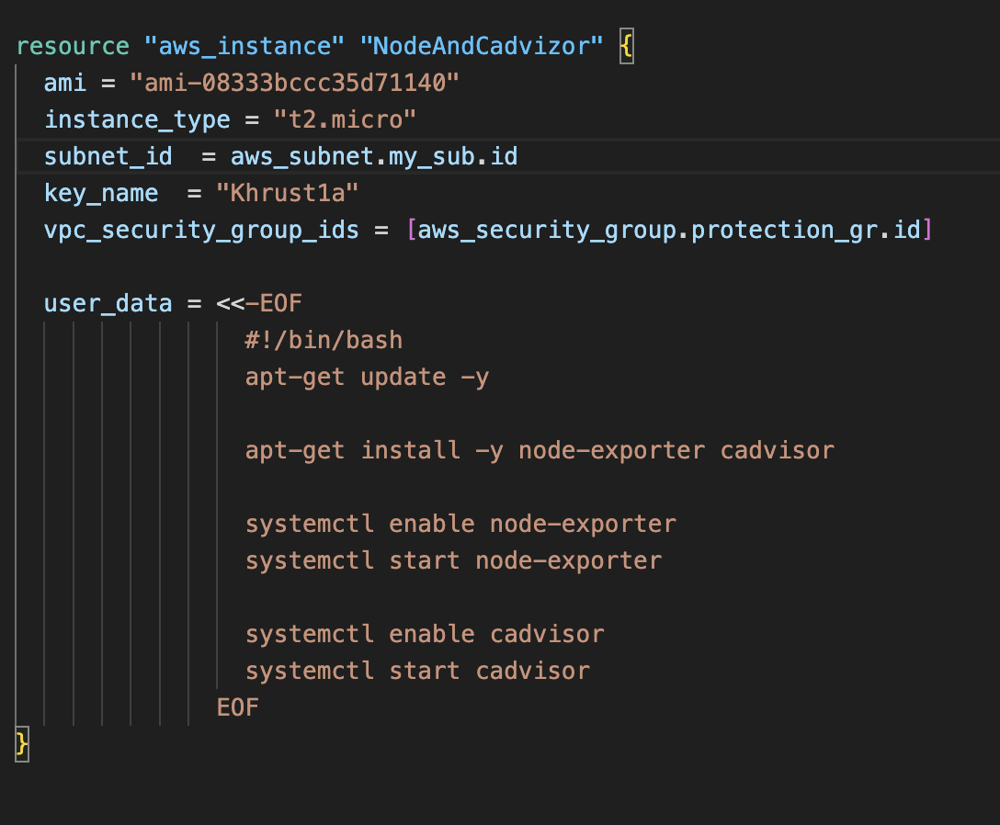 resource "aws_instance" "NodeAndCadvizor" {
  ami = "ami-08333bccc35d71140"
  instance_type = "t2.micro"
  subnet_id  = aws_subnet.my_sub.id
  key_name  = "Khrust1a"
  vpc_security_group_ids = [aws_security_group.protection_gr.id]

  user_data = <<-EOF
                #!/bin/bash
                apt-get update -y

                apt-get install -y node-exporter cadvisor

                systemctl enable node-exporter
                systemctl start node-exporter

                systemctl enable cadvisor
                systemctl start cadvisor
              EOF
}